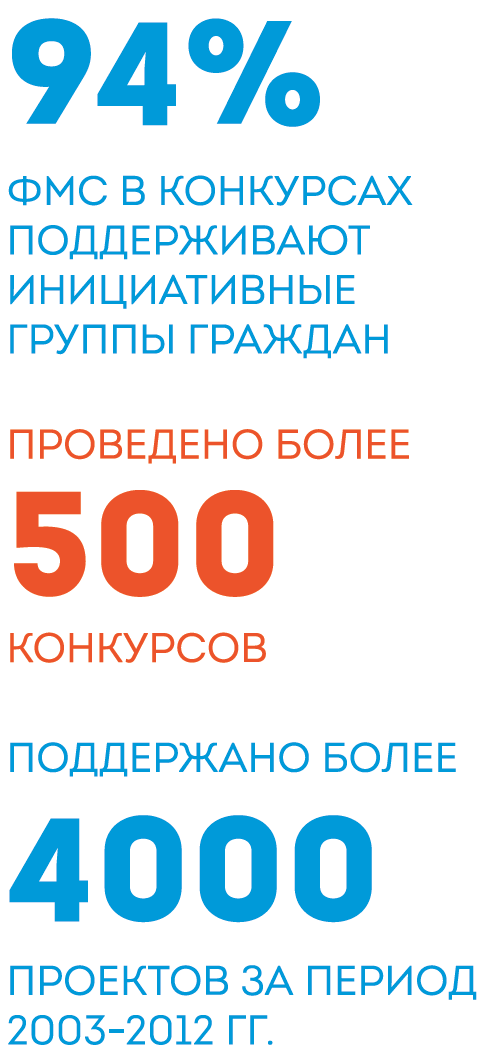 94%
ФМС В КОНКУРСАХ
ПОДДЕРЖИВАЮТ
ИНИЦИАТИВНЫЕ
ГРУППЫ ГРАЖДАН
ПРОВЕДЕНО БОЛЕЕ
500
КОНКУРСОВ
ПОДДЕРЖАНО БОЛЕЕ
4000
ПРОЕКТОВ ЗА ПЕРИОД
2003-2012 ГГ.